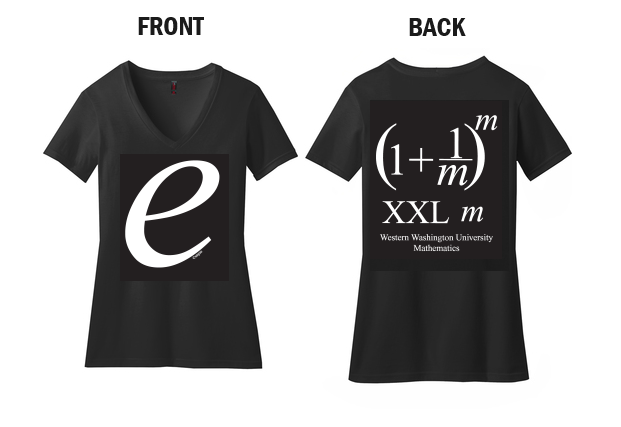 FRONT
BACK
e
(1+1/m)^m
XXL m
Western Washington University
Mathematics